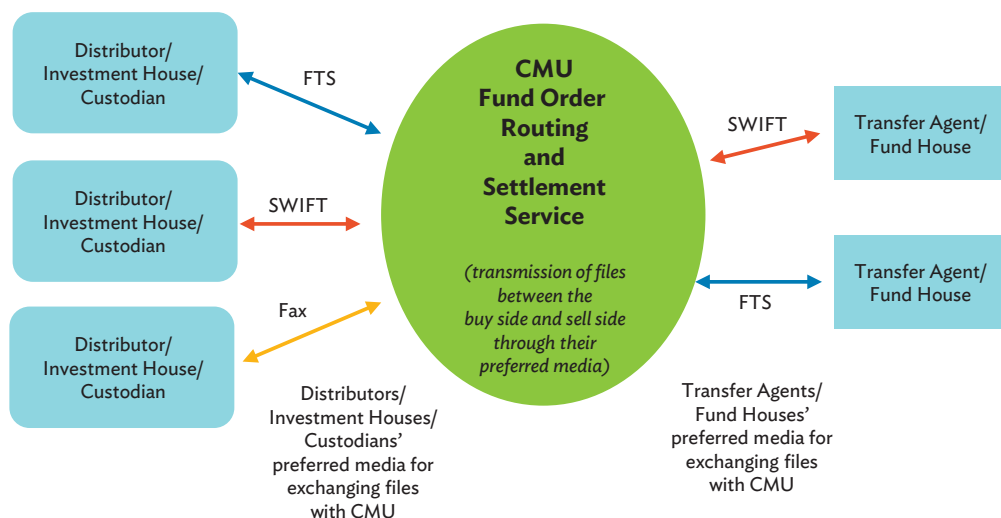 Distributor/
Investment House/
Custodian
FTS
Distributor/
Investment House/
Custodian
SWIFT
Distributor/
Investment House/
Custodian
Fax
Distributors/
Investment Houses/
Custodians’
preferred media for
exchanging files
with CMU
CMU
Fund Order
Routing
and
Settlement
Service
(transmission of files
between the
buy side and sell side
through their
preferred media)
SWIFT
Transfer Agent/
Fund House
FTS
Transfer Agent/
Fund House
Transfer Agents/
Fund Houses’
preferred media for
exchanging files
with CMU